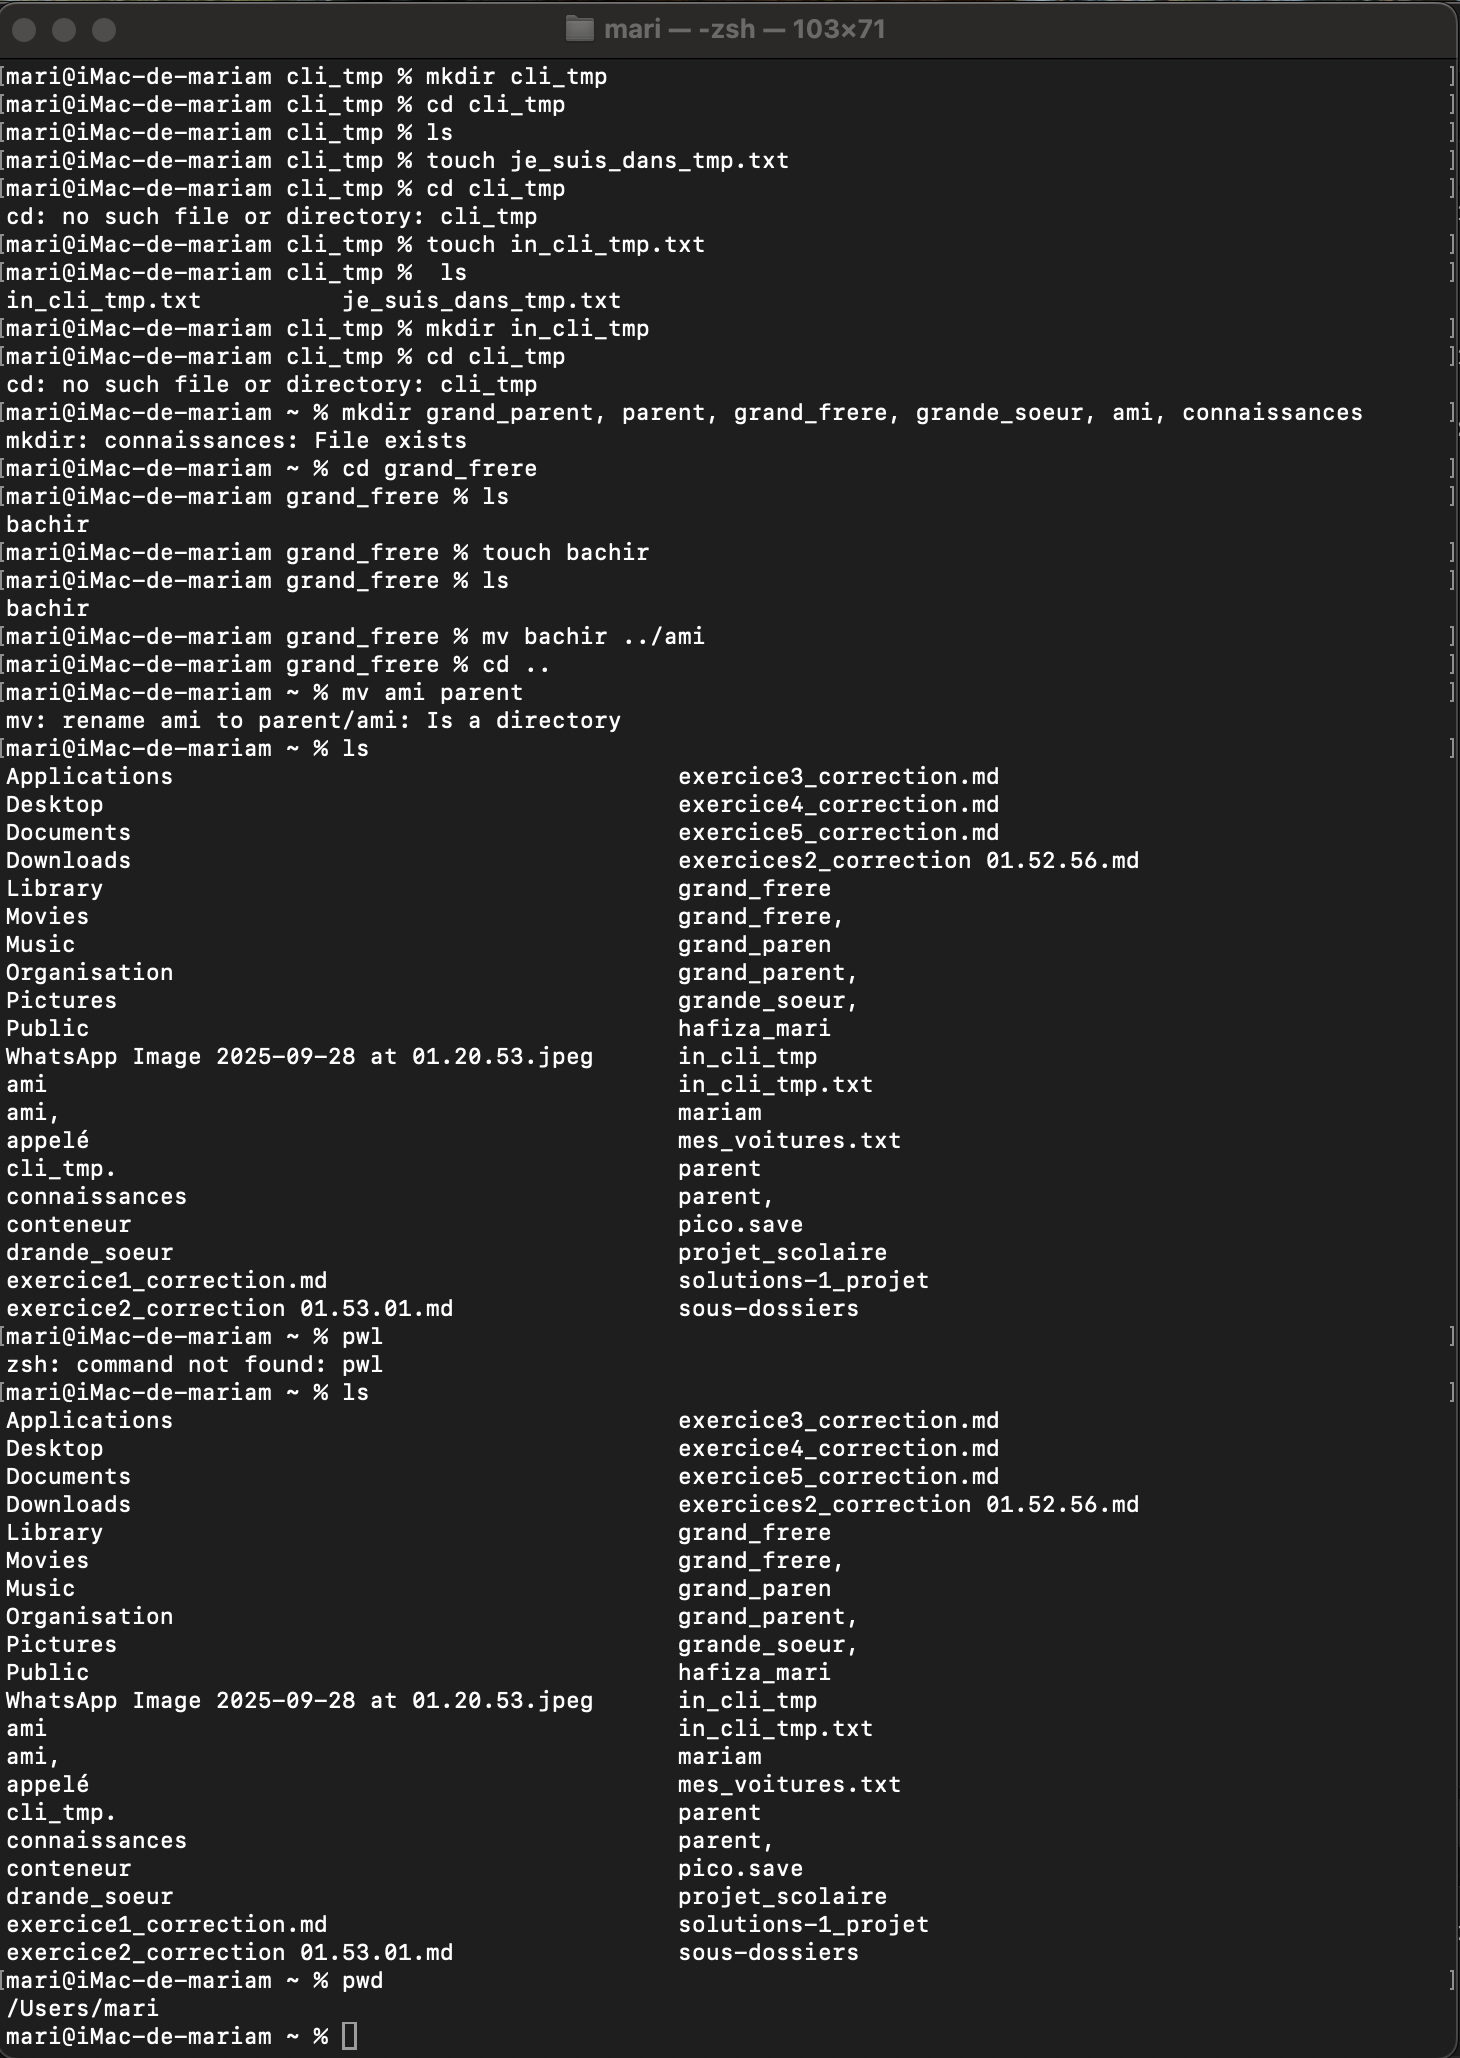 mari — -zsh — 103×71
[mari@iMac-de-mariam cli_tmp % mkdir cli_tmp ]
[mari@iMac-de-mariam cli_tmp % cd cli_tmp ]
[mari@iMac-de-mariam cli_tmp % ls ]
[mari@iMac-de-mariam cli_tmp % touch je_suis_dans_tmp.txt ]
[mari@iMac-de-mariam cli_tmp % cd cli_tmp ]
cd: no such file or directory: cli_tmp
[mari@iMac-de-mariam cli_tmp % touch in_cli_tmp.txt ]
[mari@iMac-de-mariam cli_tmp %  ls ]
in_cli_tmp.txt          je_suis_dans_tmp.txt
[mari@iMac-de-mariam cli_tmp % mkdir in_cli_tmp ]
[mari@iMac-de-mariam cli_tmp % cd cli_tmp ]
cd: no such file or directory: cli_tmp
[mari@iMac-de-mariam ~ % mkdir grand_parent, parent, grand_frere, grande_soeur, ami, connaissances ]
mkdir: connaissances: File exists
[mari@iMac-de-mariam ~ % cd grand_frere ]
[mari@iMac-de-mariam grand_frere % ls ]
bachir
[mari@iMac-de-mariam grand_frere % touch bachir ]
[mari@iMac-de-mariam grand_frere % ls ]
bachir
[mari@iMac-de-mariam grand_frere % mv bachir ../ami ]
[mari@iMac-de-mariam grand_frere % cd .. ]
[mari@iMac-de-mariam ~ % mv ami parent ]
mv: rename ami to parent/ami: Is a directory
[mari@iMac-de-mariam ~ % ls ]
Applications exercice3_correction.md
Desktop exercice4_correction.md
Documents exercice5_correction.md
Downloads exercices2_correction 01.52.56.md
Library grand_frere
Movies grand_frere,
Music grand_paren
Organisation grand_parent,
Pictures grande_soeur,
Public hafiza_mari
WhatsApp Image 2025-09-28 at 01.20.53.jpeg in_cli_tmp
ami in_cli_tmp.txt
ami, mariam
appelé mes_voitures.txt
cli_tmp. parent
connaissances parent,
conteneur pico.save
drande_soeur projet_scolaire
exercice1_correction.md solutions-1_projet
exercice2_correction 01.53.01.md sous-dossiers
[mari@iMac-de-mariam ~ % pwl ]
zsh: command not found: pwl
[mari@iMac-de-mariam ~ % ls ]
Applications exercice3_correction.md
Desktop exercice4_correction.md
Documents exercice5_correction.md
Downloads exercices2_correction 01.52.56.md
Library grand_frere
Movies grand_frere,
Music grand_paren
Organisation grand_parent,
Pictures grande_soeur,
Public hafiza_mari
WhatsApp Image 2025-09-28 at 01.20.53.jpeg in_cli_tmp
ami in_cli_tmp.txt
ami, mariam
appelé mes_voitures.txt
cli_tmp. parent
connaissances parent,
conteneur pico.save
drande_soeur projet_scolaire
exercice1_correction.md solutions-1_projet
exercice2_correction 01.53.01.md sous-dossiers
[mari@iMac-de-mariam ~ % pwd ]
/Users/mari
mari@iMac-de-mariam ~ %